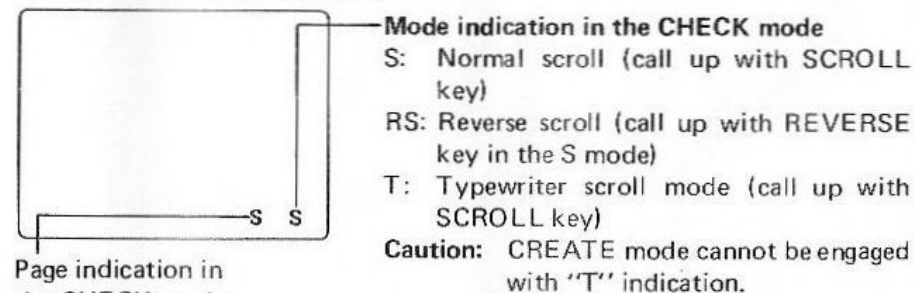 Mode indication in the CHECK mode
S: Normal scroll (call up with SCROLL
key)
RS: Reverse scroll (call up with REVERSE
key in the S mode)
T: Typewriter scroll mode (call up with
SCROLL key)
Caution: CREATE mode cannot be engaged
with "T" indication.
S S
Page indication in